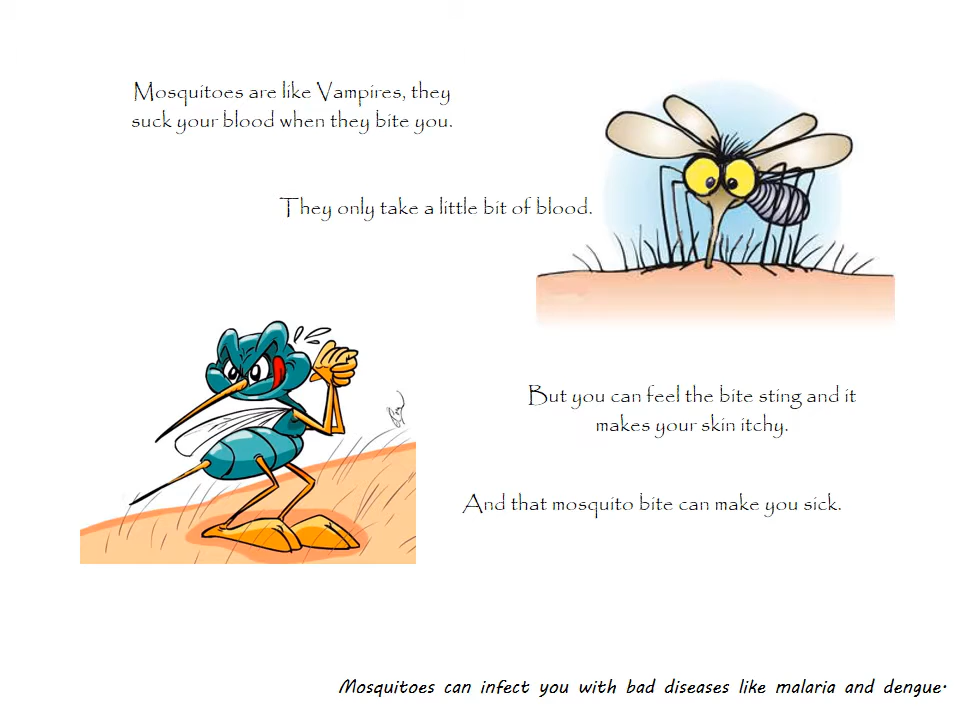 Mosquitoes are like Vampires, they
suck your blood when they bite you.
They only take a little bit of blood.
But you can feel the bite sting and it
makes your skin itchy.
And that mosquito bite can make you sick.
Mosquitoes can infect you with bad diseases like malaria and dengue.